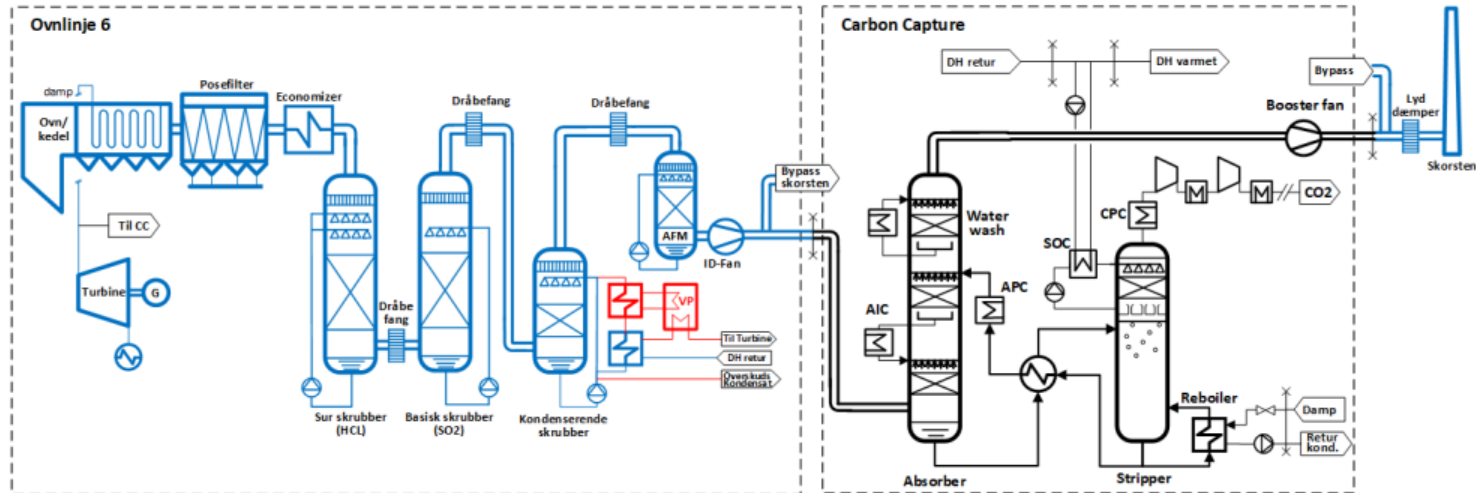 Ovnlinje 6
damp
Ovn/
kedel
Posefilter
Economizer
Dråbefang
Dråbefang
Bypass
skorsten
AFM
ID-Fan
Til CC
Turbine
G
Dråbe
fang
VP
Til Turbine
DH retur
Overskuds
Kondensat
Sur skrubber
(HCL)
Basisk skrubber
(SO2)
Kondenserende
skrubber
Carbon Capture
DH retur
DH varmet
Bypass
Booster fan
Lyd
dæmper
Skorsten
Water
wash
CPC
M
M
CO2
SOC
APC
AIC
Reboiler
Damp
Retur
kond.
Absorber
Stripper